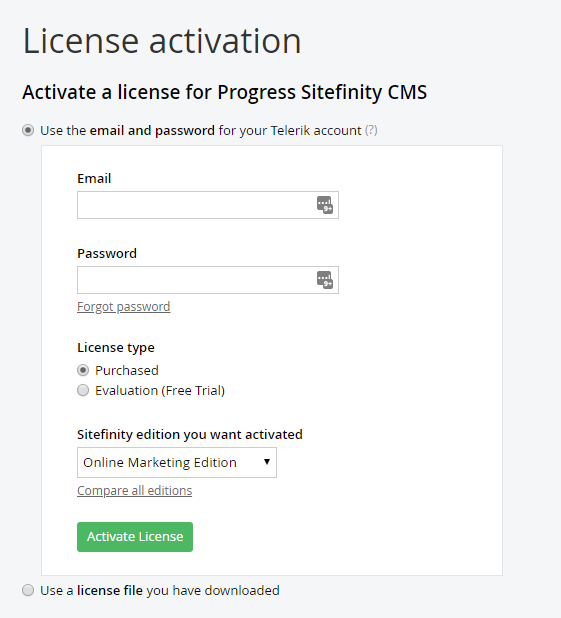 License activation
Activate a license for Progress Sitefinity CMS
Use the email and password for your Telerik account (?)
Email
9+
Password
9+
Forgot password
License type
Purchased
Evaluation (Free Trial)
Sitefinity edition you want activated
Online Marketing Edition
Compare all editions
Activate License
Use a license file you have downloaded